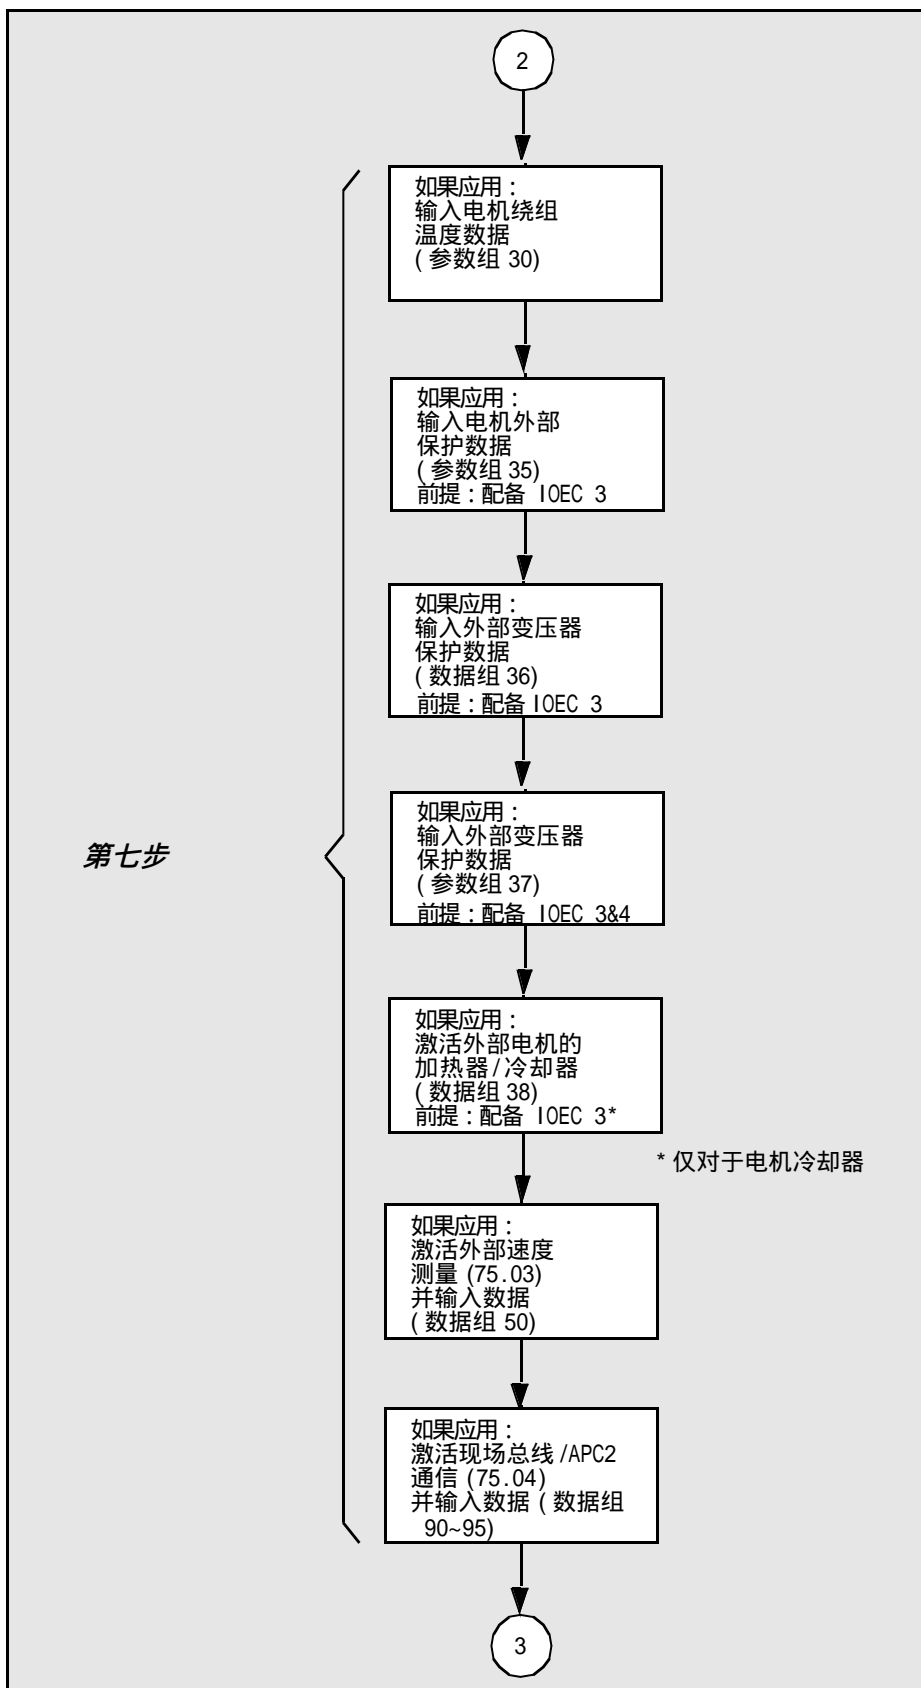 2
如果应用：
输入电机绕组
温度数据
(参数组 30)
如果应用：
输入电机外部
保护数据
(参数组 35)
前提：配备 IOEC 3
如果应用：
输入外部变压器
保护数据
(数据组 36)
前提：配备 IOEC 3
第七步
如果应用：
输入外部变压器
保护数据
(参数组 37)
前提：配备 IOEC 3&4
如果应用：
激活外部电机的
加热器/冷却器
(数据组 38)
前提：配备 IOEC 3*
* 仅对于电机冷却器
如果应用：
激活外部速度
测量 (75.03)
并输入数据
(数据组 50)
如果应用：
激活现场总线 /APC2
通信 (75.04)
并输入数据 (数据组
90~95)
3